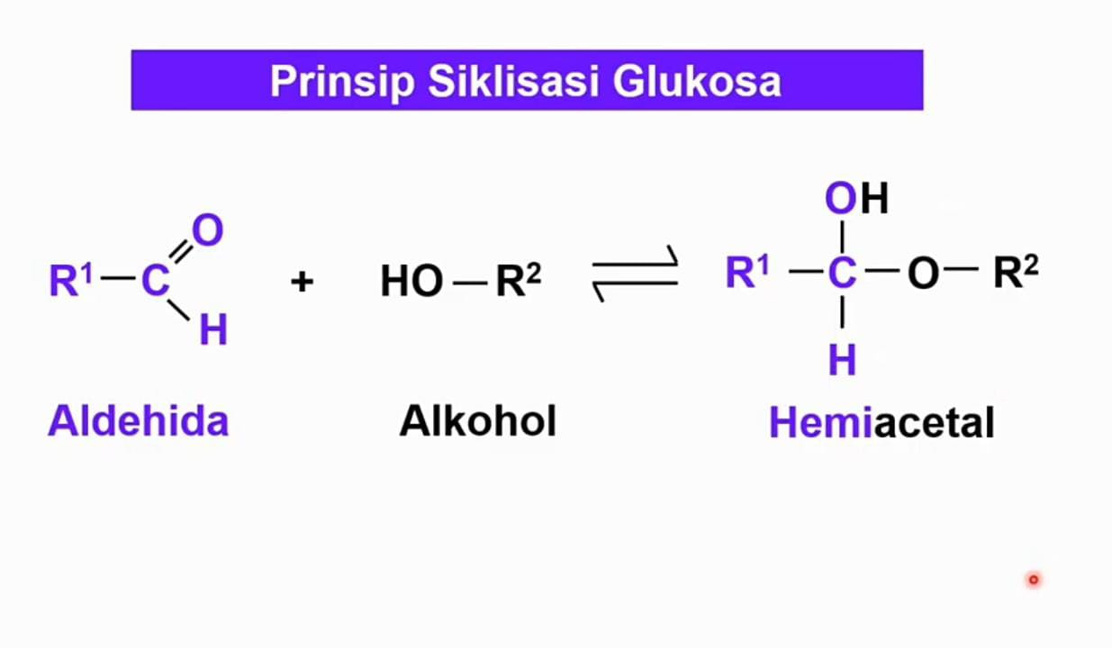 Prinsip Siklisasi Glukosa
O
R¹—C
H
+
HO—R²
OH
R¹—C—O—R²
H
Aldehida
Alkohol
Hemiacetal